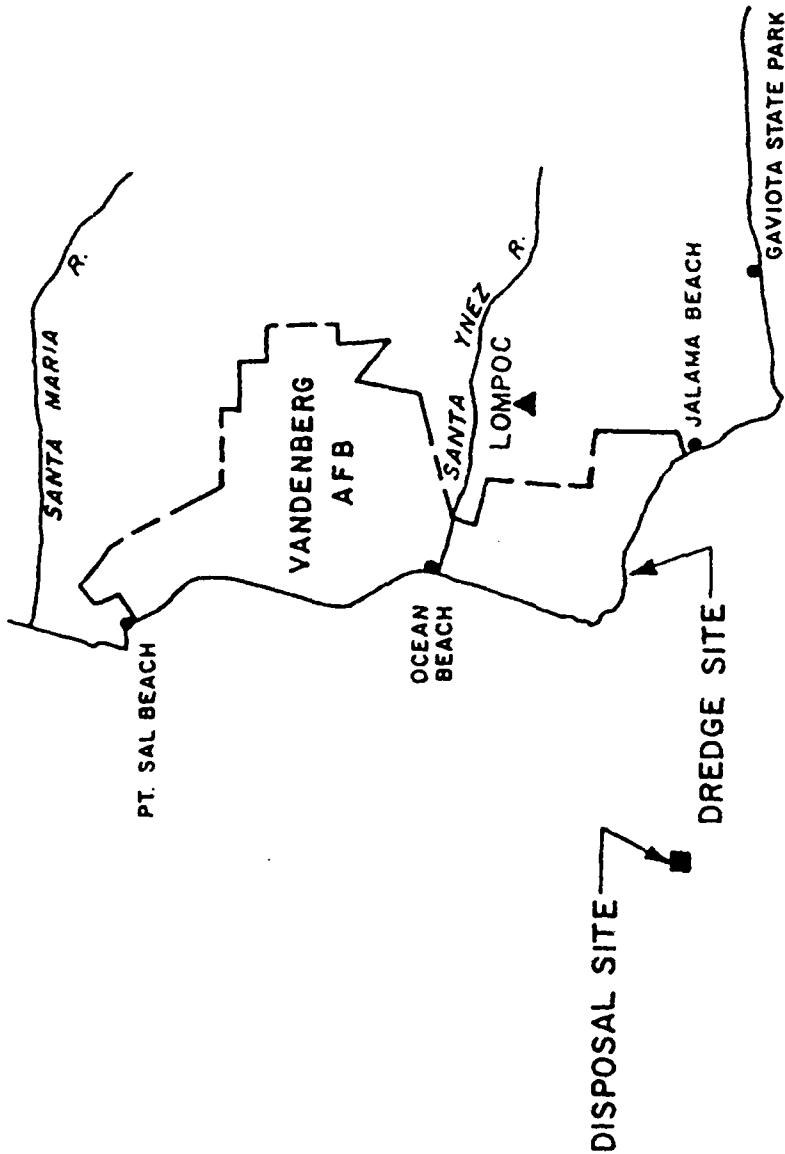 SANTA MARIA R.
PT. SAL BEACH
VANDENBERG
AFB
SANTA YNEZ R.
LOMPOC
OCEAN
BEACH
JALAMA BEACH
GAVIOTA STATE PARK
DISPOSAL SITE
DREDGE SITE